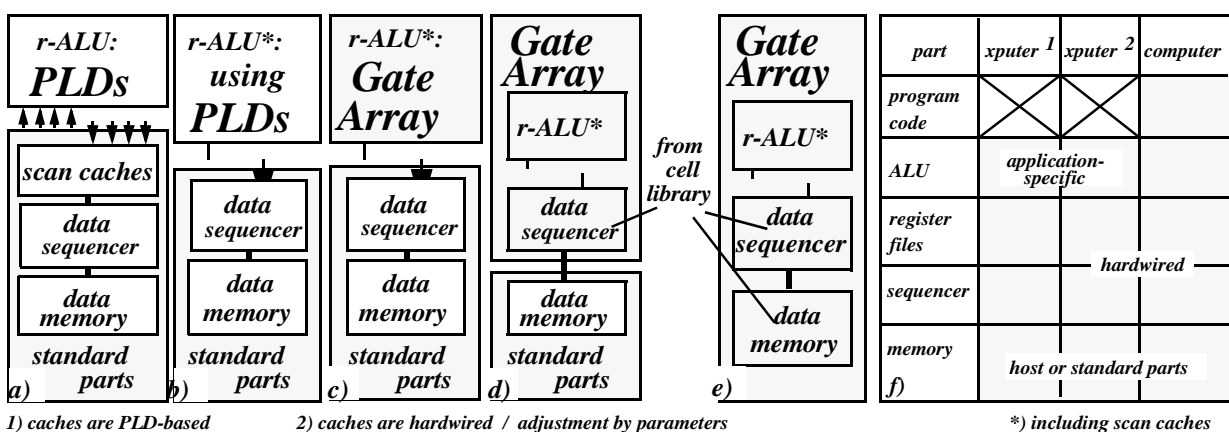 r-ALU:
PLDs
scan caches
data
sequencer
data
memory
standard
parts
a)
r-ALU*:
using
PLDs
data
sequencer
data
memory
standard
parts
b)
r-ALU*:
Gate
Array
data
sequencer
data
memory
standard
parts
c)
Gate
Array
r-ALU*
data
sequencer
data
memory
standard
parts
d)
from
cell
library
Gate
Array
r-ALU*
data
sequencer
data
memory
e)
part xputer 1 xputer 2 computer
program
code
ALU application-
specific
register
files
hardwired
sequencer
memory
host or standard parts
f)
1) caches are PLD-based 2) caches are hardwired / adjustment by parameters *) including scan caches